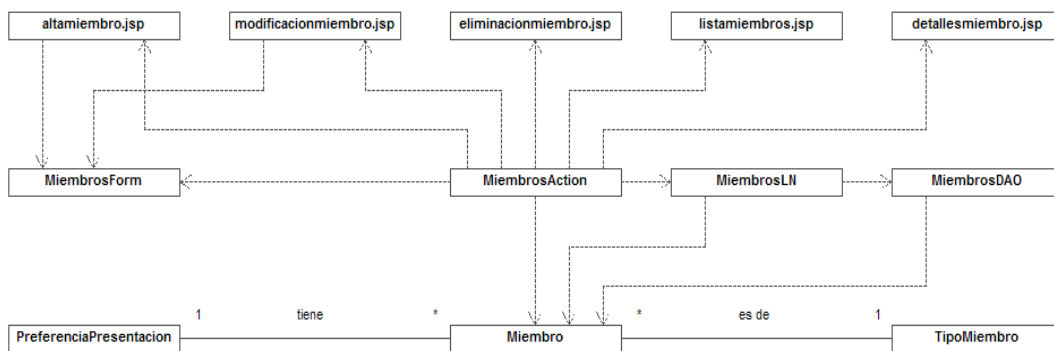 altamiembro.jsp
modificacionmiembro.jsp
eliminacionmiembro.jsp
listamiembros.jsp
detallesmiembro.jsp
MiembrosForm
MiembrosAction
MiembrosLN
MiembrosDAO
1 tiene * * es de 1
PreferenciaPresentacion
Miembro
TipoMiembro